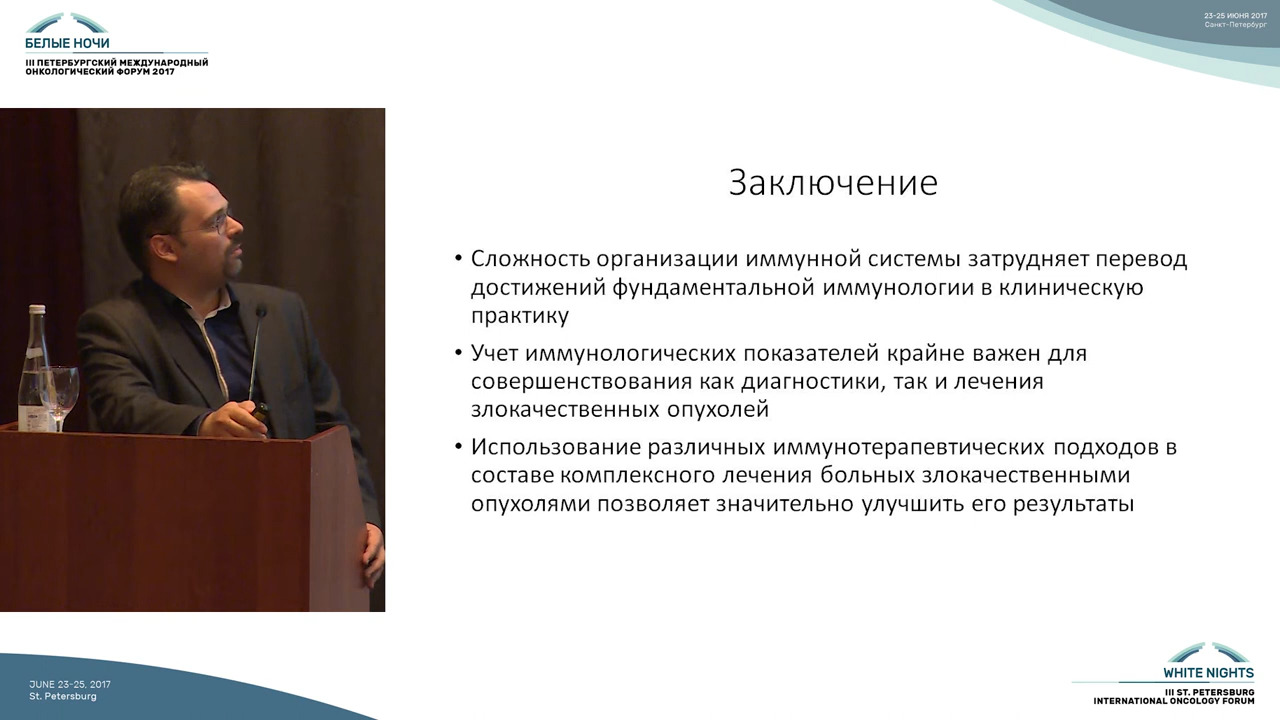 БЕЛЫЕ НОЧИ
III ПЕТЕРБУРГСКИЙ МЕЖДУНАРОДНЫЙ
ОНКОЛОГИЧЕСКИЙ ФОРУМ 2017
23-25 ИЮНЯ 2017
Санкт-Петербург
Заключение
• Сложность организации иммунной системы затрудняет перевод
достижений фундаментальной иммунологии в клиническую
практику
• Учет иммунологических показателей крайне важен для
совершенствования как диагностики, так и лечения
злокачественных опухолей
• Использование различных иммунотерапевтических подходов в
составе комплексного лечения больных злокачественными
опухолями позволяет значительно улучшить его результаты
JUNE 23-25, 2017
St. Petersburg
WHITE NIGHTS
III ST. PETERSBURG
INTERNATIONAL ONCOLOGY FORUM